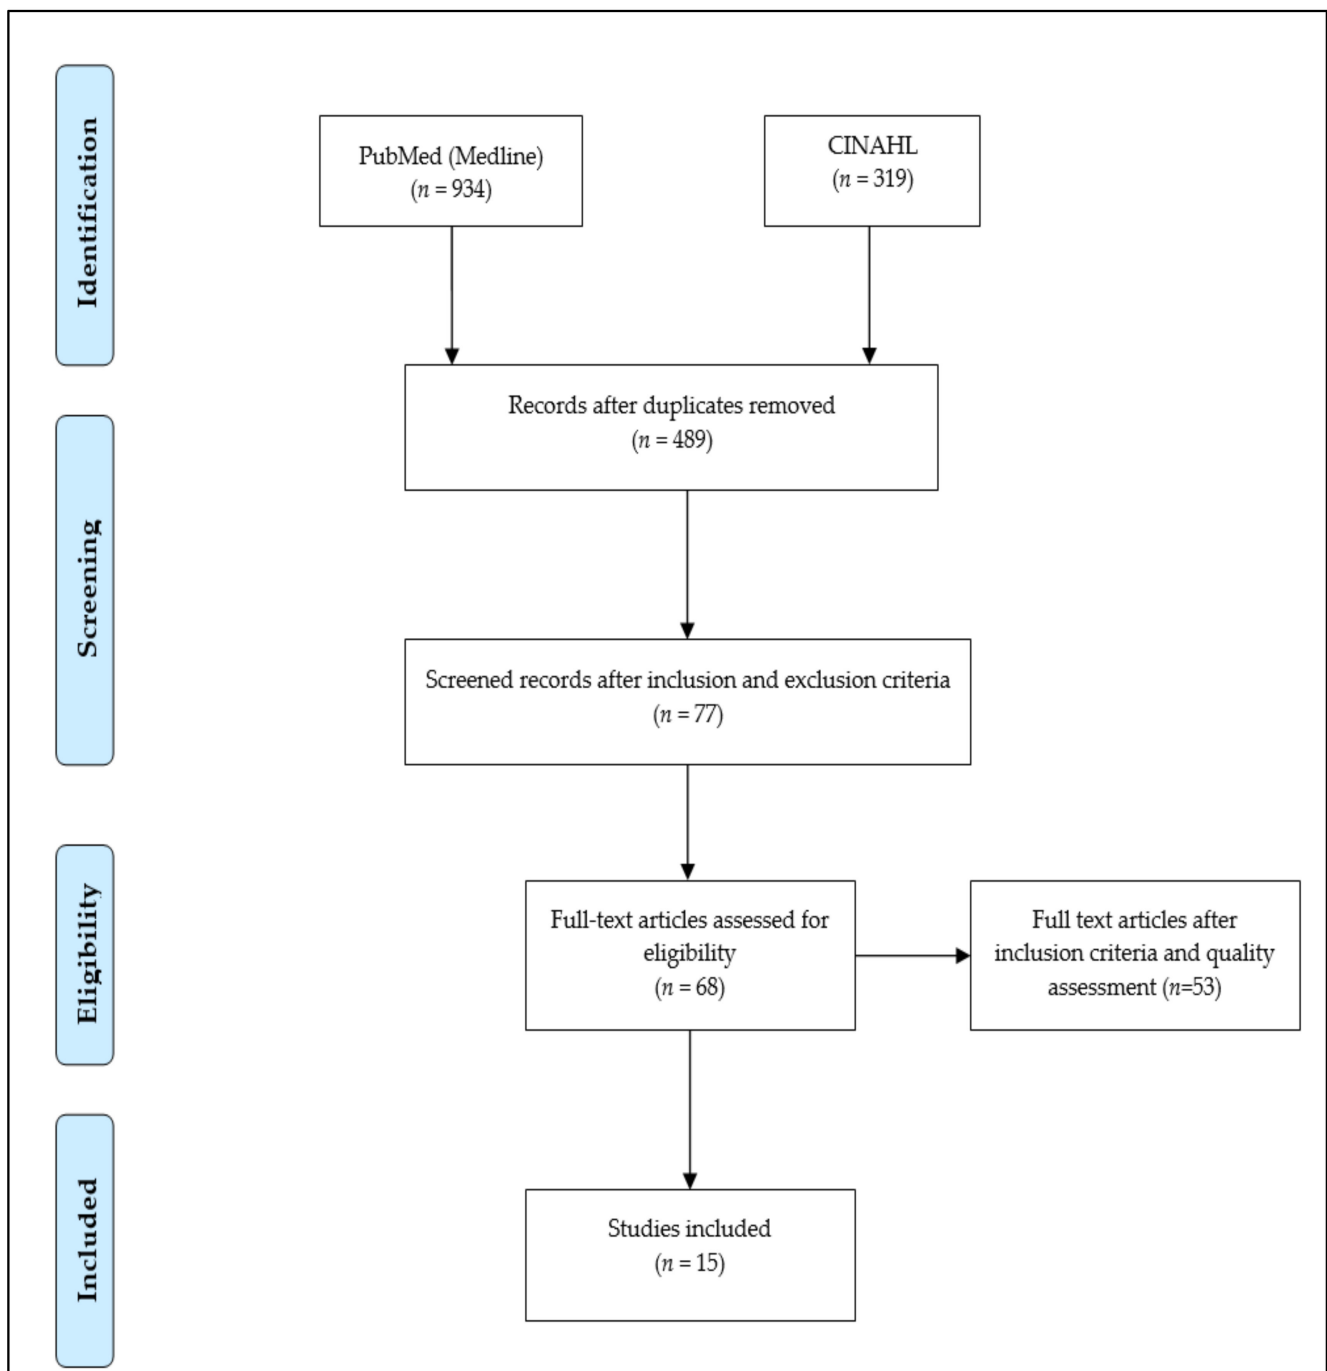 Identification
PubMed (Medline)
(n = 934)
CINAHL
(n = 319)
Records after duplicates removed
(n = 489)
Screening
Screened records after inclusion and exclusion criteria
(n = 77)
Eligibility
Full-text articles assessed for
eligibility
(n = 68)
Full text articles after
inclusion criteria and quality
assessment (n=53)
Included
Studies included
(n = 15)